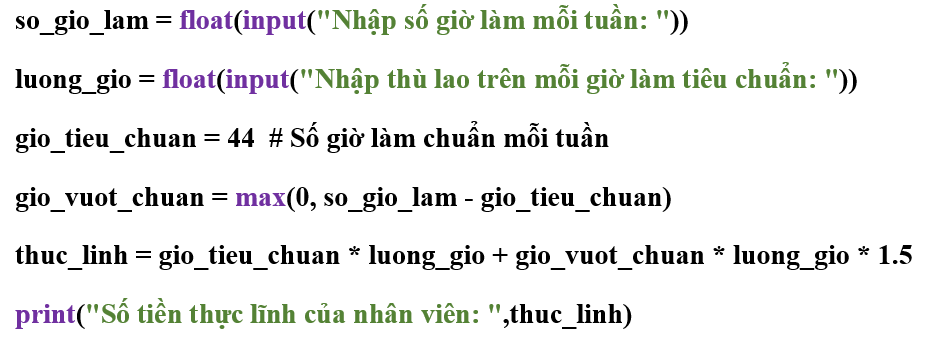 so_gio_lam = float(input("Nhập số giờ làm mỗi tuần: "))
luong_gio = float(input("Nhập thù lao trên mỗi giờ làm tiêu chuẩn: "))
gio_tieu_chuan = 44  # Số giờ làm chuẩn mỗi tuần
gio_vuot_chuan = max(0, so_gio_lam - gio_tieu_chuan)
thuc_linh = gio_tieu_chuan * luong_gio + gio_vuot_chuan * luong_gio * 1.5
print("Số tiền thực lĩnh của nhân viên: ",thuc_linh)